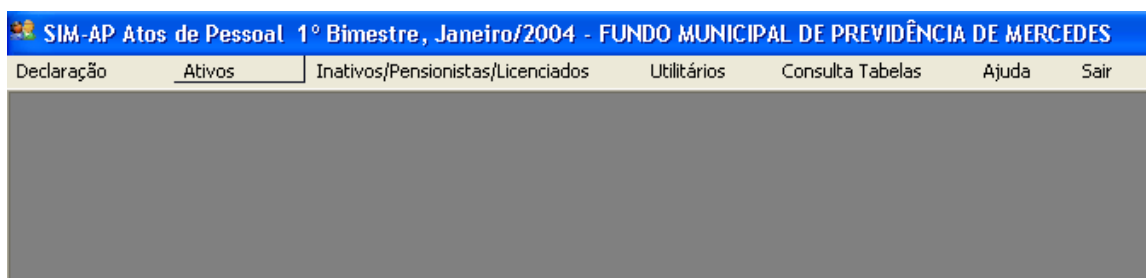 SIM-AP Atos de Pessoal 1º Bimestre, Janeiro/2004 - FUNDO MUNICIPAL DE PREVIDÊNCIA DE MERCEDES
Declaração Ativos Inativos/Pensionistas/Licenciados Utilitários Consulta Tabelas Ajuda Sair